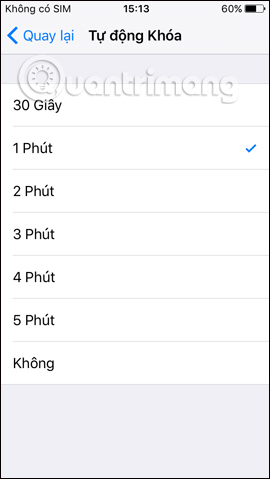 Không có SIM 15:13 60%
Quay lại Tự động Khóa
Quantrimang
30 Giây
1 Phút
2 Phút
3 Phút
4 Phút
5 Phút
Không